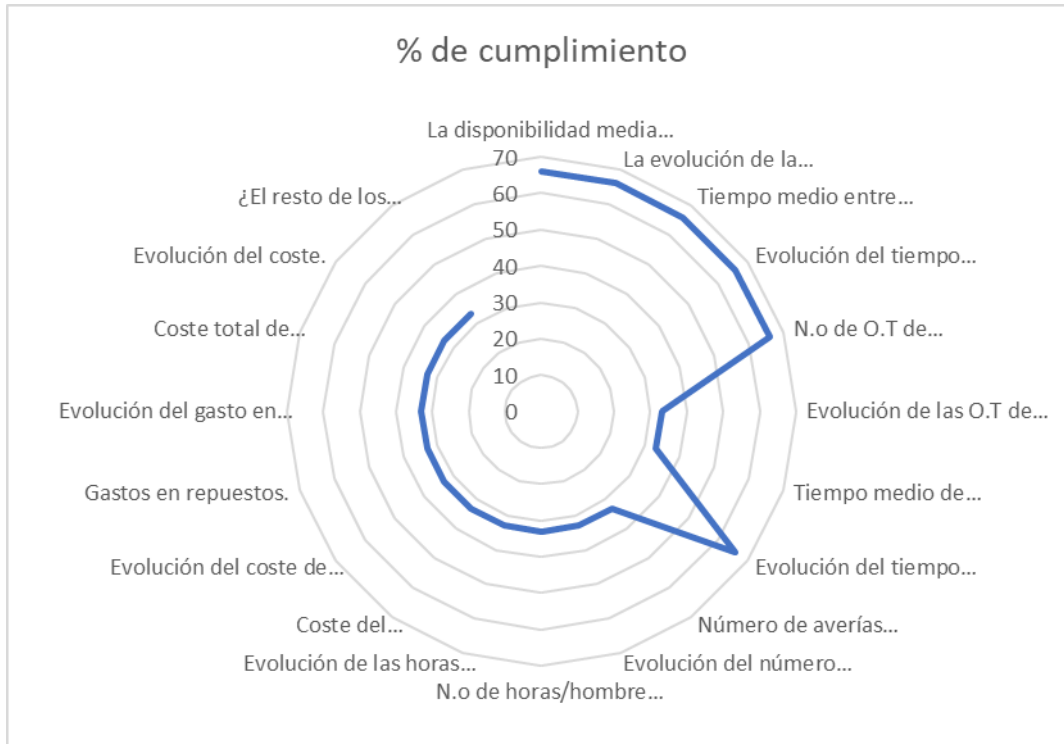 % de cumplimiento
La disponibilidad media...
La evolución de la...
Tiempo medio entre...
Evolución del tiempo...
N.o de O.T de...
Evolución de las O.T de...
Tiempo medio de...
Evolución del tiempo...
Número de averías...
Evolución del número...
N.o de horas/hombre...
Evolución de las horas...
Coste del...
Evolución del coste de...
Gastos en repuestos.
Evolución del gasto en...
Coste total de...
Evolución del coste.
¿El resto de los...
70
60
50
40
30
20
10
0